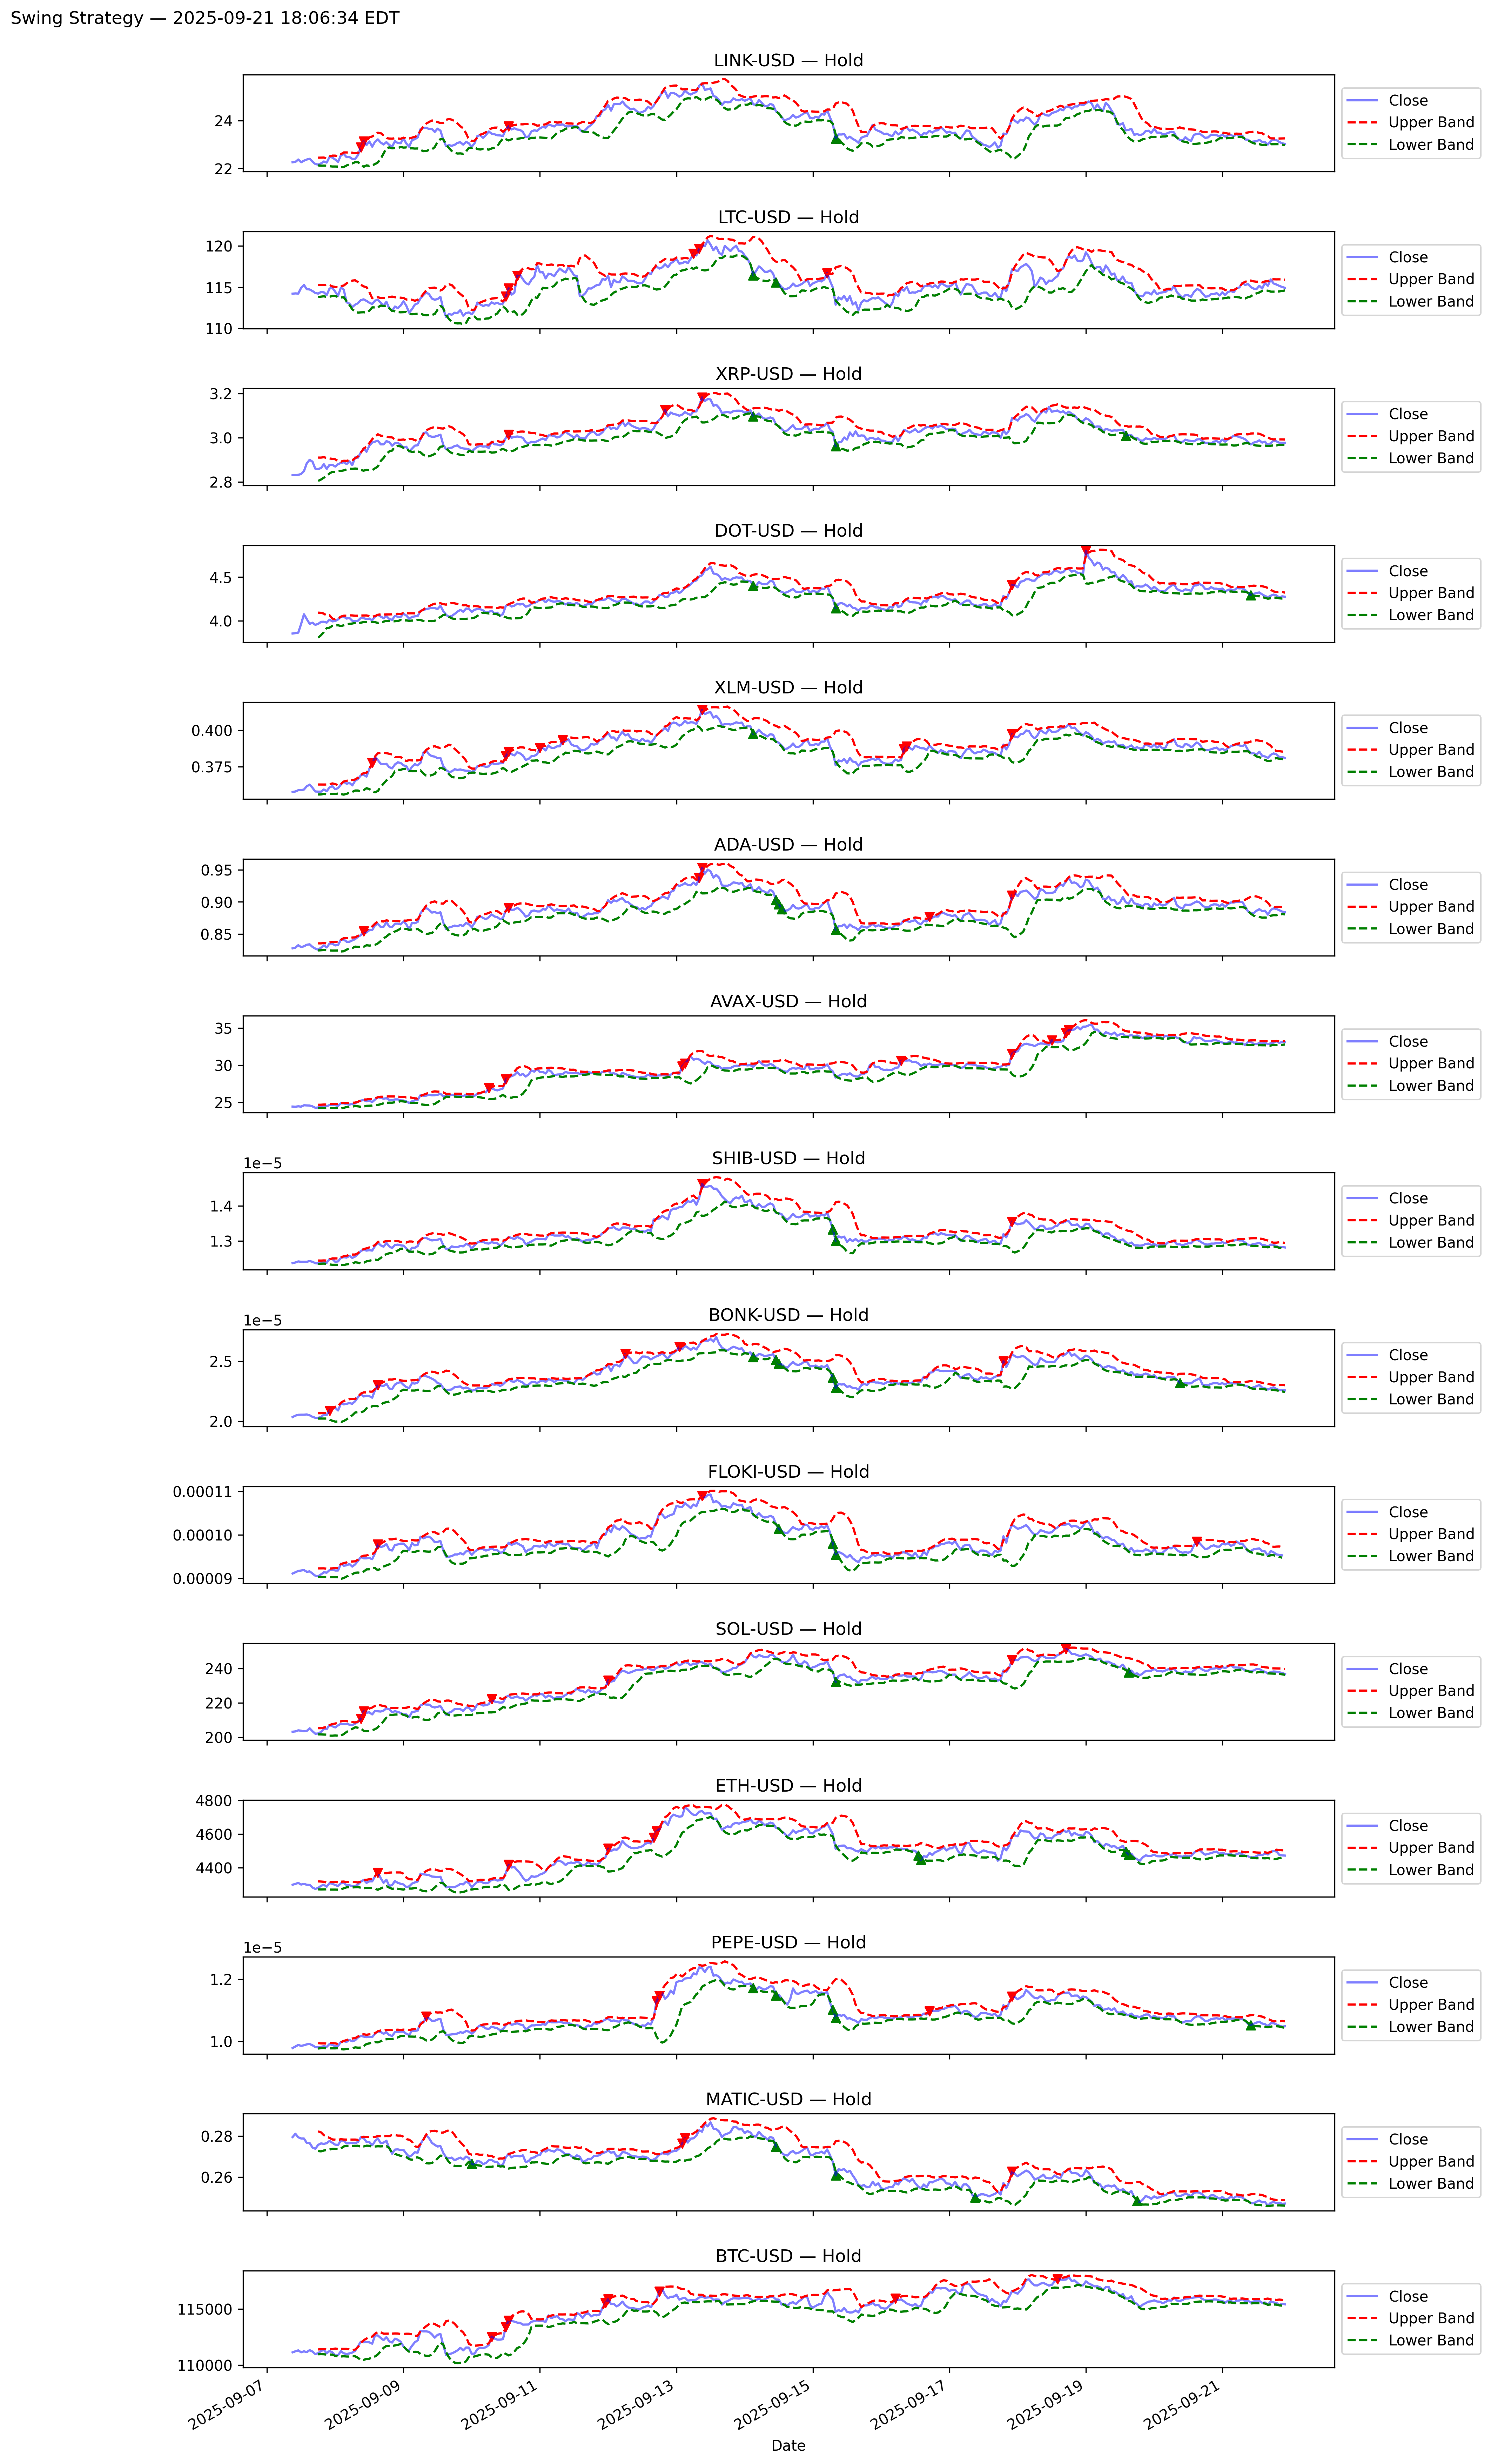 Swing Strategy — 2025-09-21 18:06:34 EDT
LINK-USD — Hold
24
22
Close
Upper Band
Lower Band
LTC-USD — Hold
120
115
110
Close
Upper Band
Lower Band
XRP-USD — Hold
3.2
3.0
2.8
Close
Upper Band
Lower Band
DOT-USD — Hold
4.5
4.0
Close
Upper Band
Lower Band
XLM-USD — Hold
0.400
0.375
Close
Upper Band
Lower Band
ADA-USD — Hold
0.95
0.90
0.85
Close
Upper Band
Lower Band
AVAX-USD — Hold
35
30
25
Close
Upper Band
Lower Band
SHIB-USD — Hold
1e−5
1.4
1.3
Close
Upper Band
Lower Band
BONK-USD — Hold
1e−5
2.5
2.0
Close
Upper Band
Lower Band
FLOKI-USD — Hold
0.00011
0.00010
0.00009
Close
Upper Band
Lower Band
SOL-USD — Hold
240
220
200
Close
Upper Band
Lower Band
ETH-USD — Hold
4800
4600
4400
Close
Upper Band
Lower Band
PEPE-USD — Hold
1e−5
1.2
1.0
Close
Upper Band
Lower Band
MATIC-USD — Hold
0.28
0.26
Close
Upper Band
Lower Band
BTC-USD — Hold
115000
110000
Close
Upper Band
Lower Band
2025-09-07
2025-09-09
2025-09-11
2025-09-13
2025-09-15
2025-09-17
2025-09-19
2025-09-21
Date